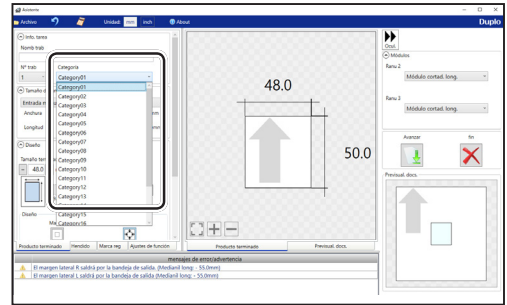 Asistente
Archivo
Unidad: mm inch
About
Duplo
Info. tarea
Nomb trab
Nº trab
1
Categoría
Category01
Category01
Category02
Category03
Category04
Category05
Category06
Category07
Category08
Category09
Category10
Category11
Category12
Category13
Category14
Category15
Category16
Tamaño d
Entrada m
Anchura
mm
Longitud
mm
Diseño
Tamaño ter
48.0
Diseño
Ma
Producto terminado
Hendido
Marca reg
Ajustes de función
48.0
50.0
Producto terminado
Previsual. docs.
Ocul.
Módulos
Ranu 2
Módulo cortad. long.
Ranu 3
Módulo cortad. long.
Avanzar
fin
Previsual. docs.
mensajes de error/advertencia
El margen lateral R saldrá por la bandeja de salida. (Medianil long: - 55.0mm)
El margen lateral L saldrá por la bandeja de salida. (Medianil long: - 55.0mm)